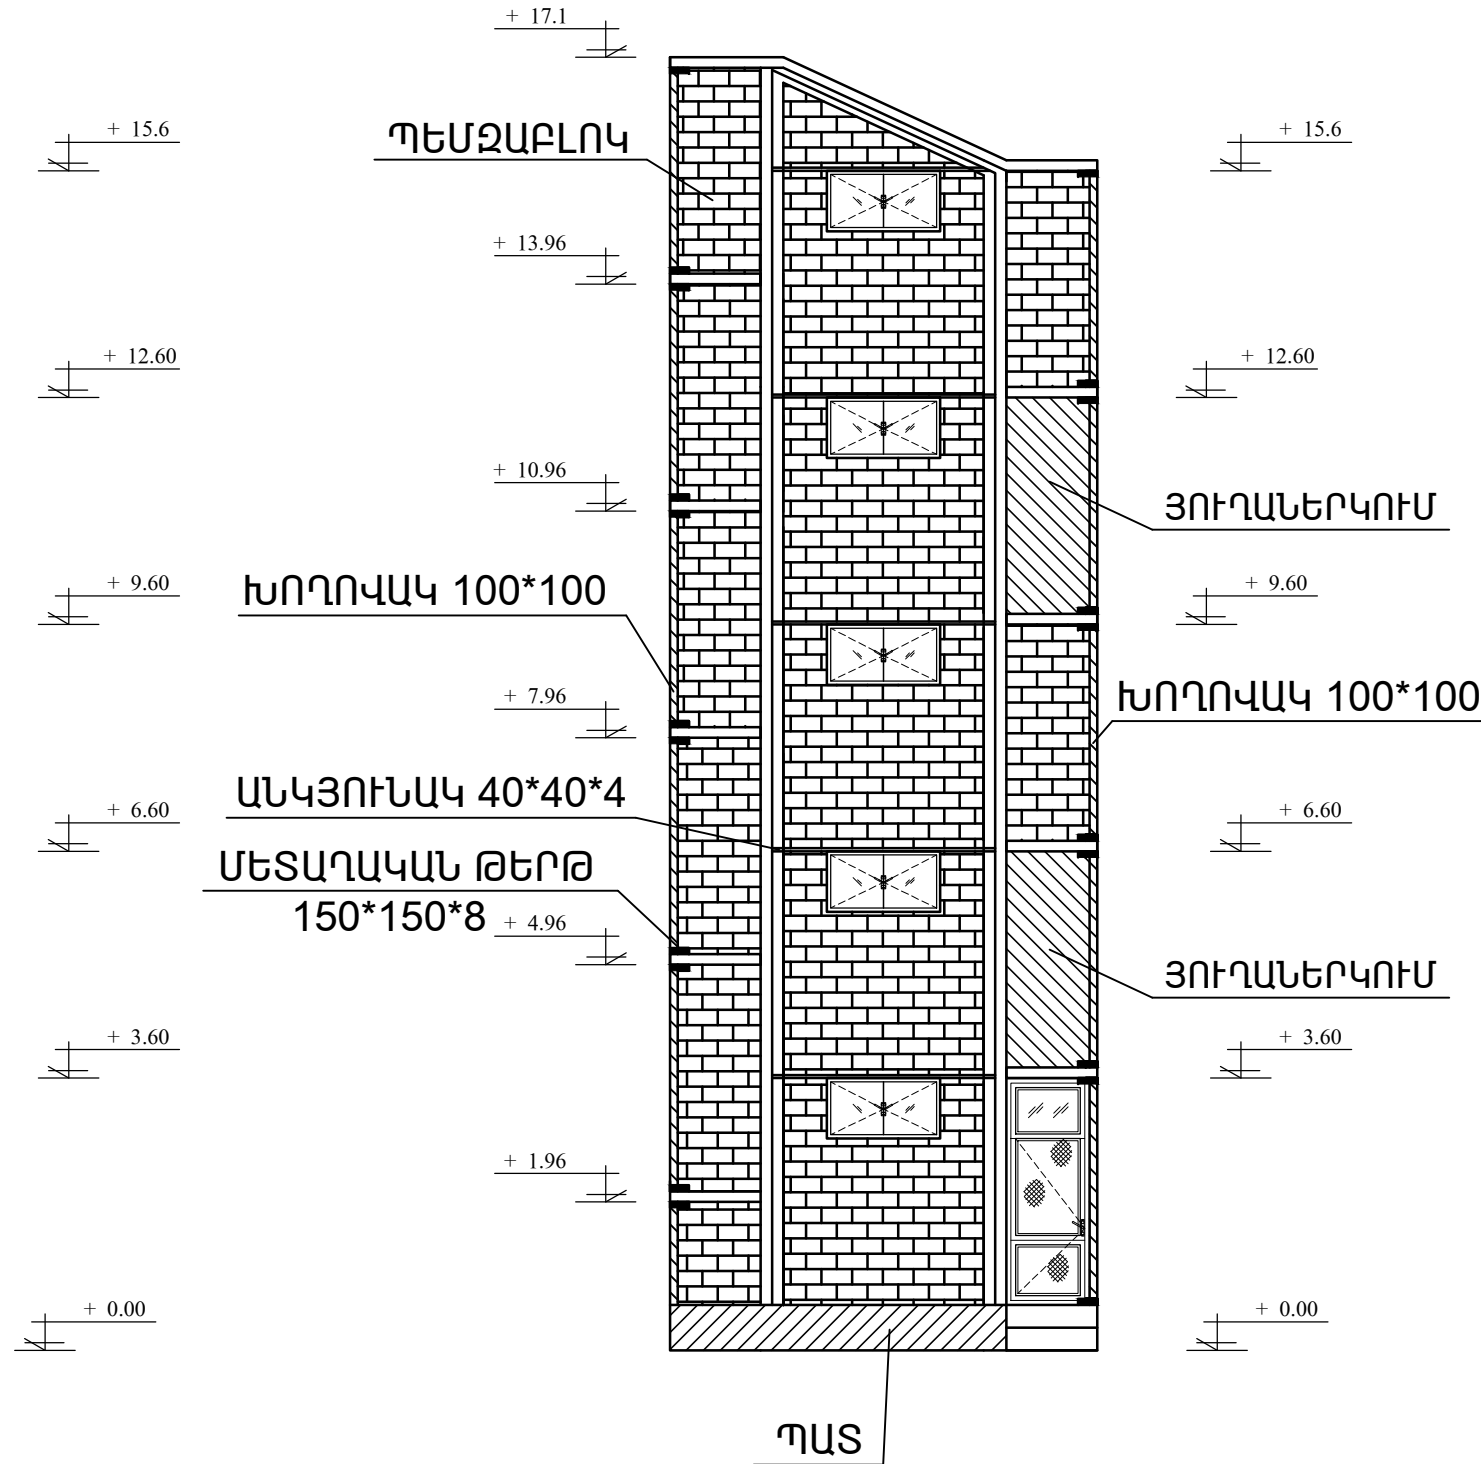 + 17.1
+ 15.6
+ 15.6
ՊԵՄԶԱԲԼՈԿ
+ 13.96
+ 12.60
+ 12.60
+ 10.96
ՅՈՒՂԱՆԵՐԿՈՒՄ
+ 9.60
ԽՈՂՈՎԱԿ 100*100
+ 9.60
+ 7.96
ԽՈՂՈՎԱԿ 100*100
ԱՆԿՅՈՒՆԱԿ 40*40*4
+ 6.60
+ 6.60
ՄԵՏԱՂԱԿԱՆ ԹԵՐԹ
150*150*8
+ 4.96
ՅՈՒՂԱՆԵՐԿՈՒՄ
+ 3.60
+ 3.60
+ 1.96
+ 0.00
+ 0.00
ՊԱՏ